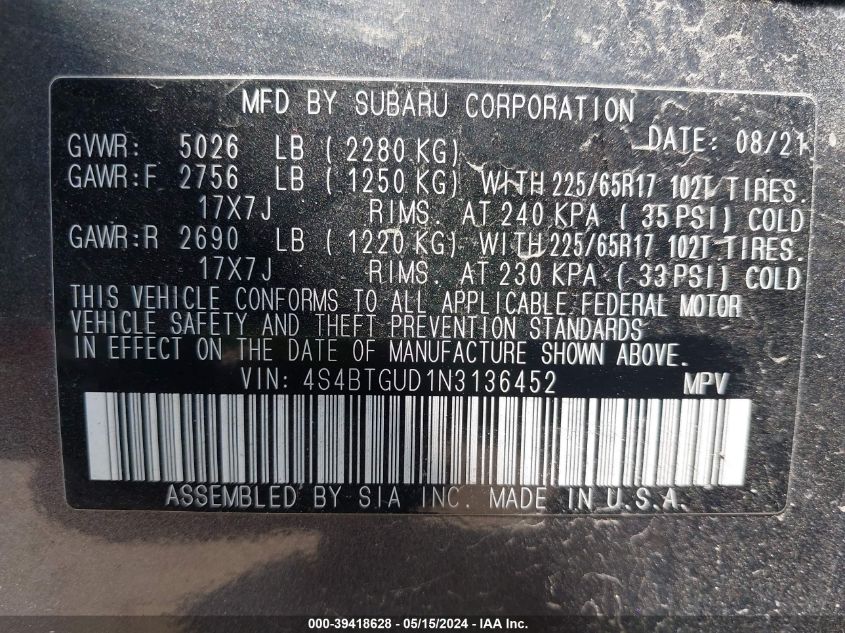 MFD BY SUBARU CORPORATION
DATE: 08/21
GVWR: 5026 LB ( 2280 KG)
GAWR:F 2756 LB ( 1250 KG) WITH 225/65R17 102T TIRES.
17X7J RIMS. AT 240 KPA ( 35 PSI) COLD
GAWR:R 2690 LB ( 1220 KG) WITH 225/65R17 102T TIRES.
17X7J RIMS. AT 230 KPA ( 33 PSI) COLD
THIS VEHICLE CONFORMS TO ALL APPLICABLE FEDERAL MOTOR
VEHICLE SAFETY AND THEFT PREVENTION STANDARDS
IN EFFECT ON THE DATE OF MANUFACTURE SHOWN ABOVE.
VIN: 4S4BTGUD1N3136452 MPV
ASSEMBLED BY SIA INC. MADE IN U.S.A.
000-39418628 - 05/15/2024 - IAA Inc.